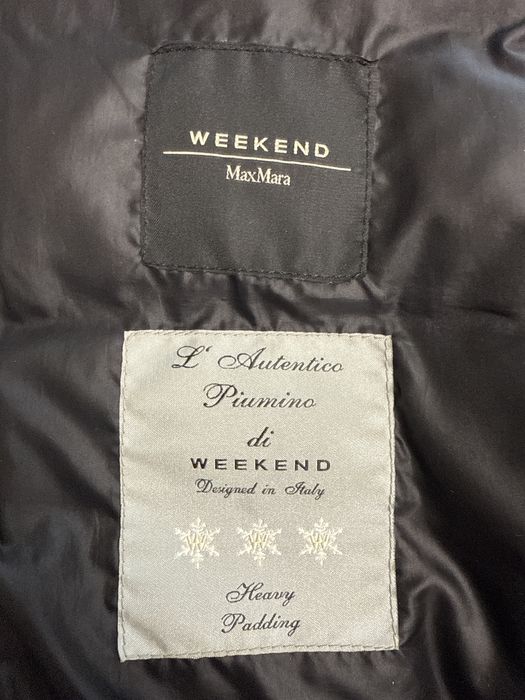 WEEKEND
MaxMara
L' Autentico
Piumino
di
WEEKEND
Designed in Italy
W W W
Heavy
Padding